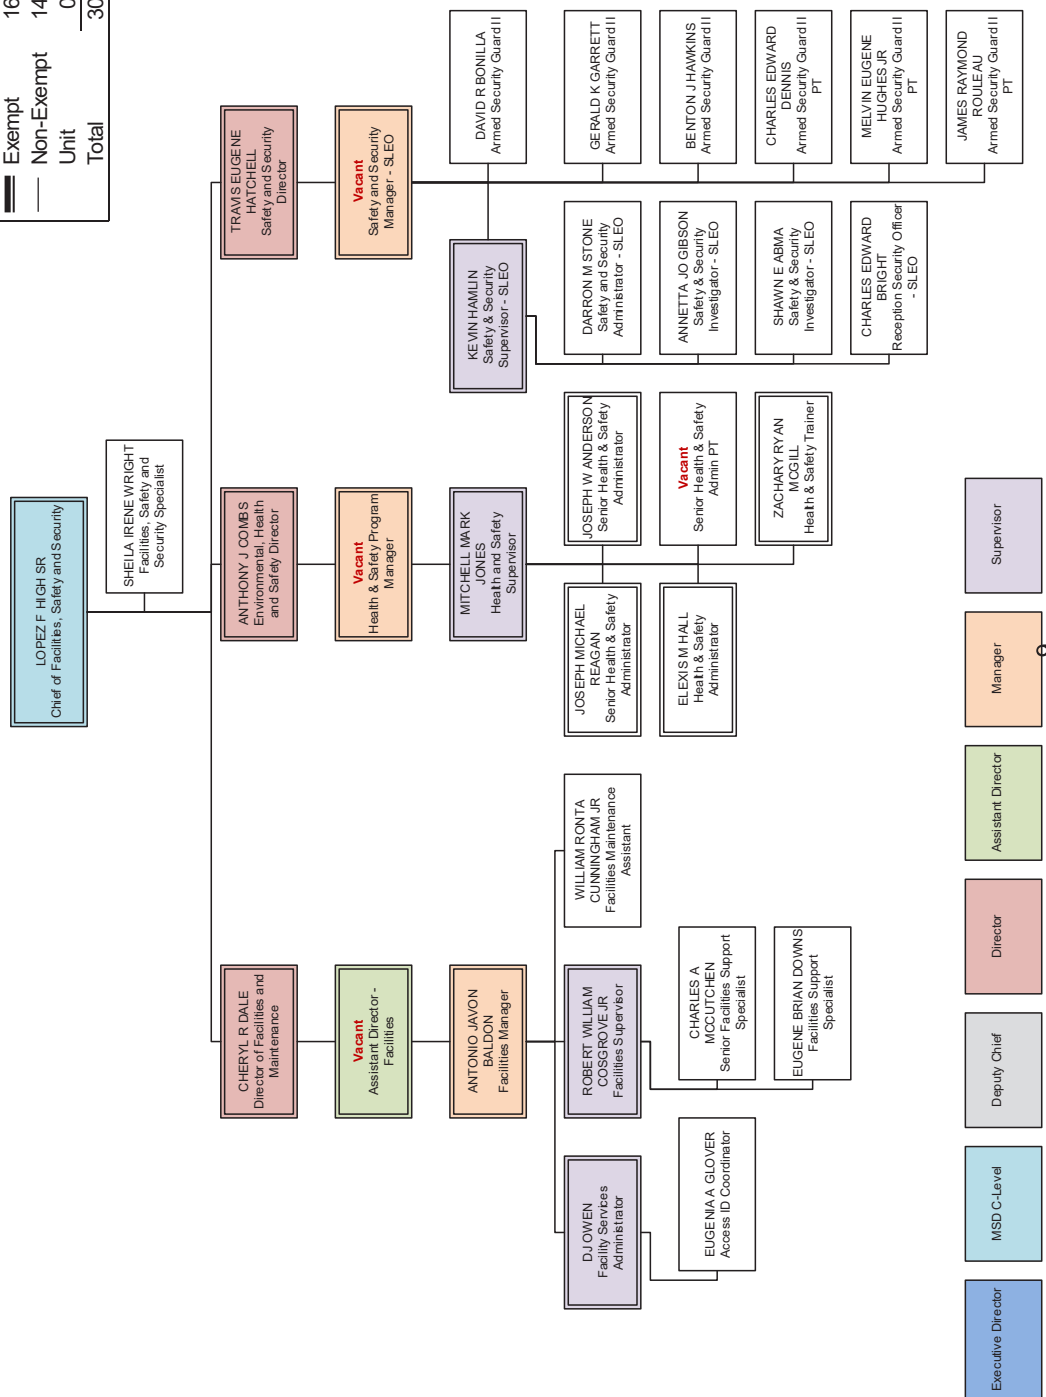 Exempt 16
Non-Exempt 14
Unit 0
Total 30
LOPEZ F HIGH SR
Chief of Facilities, Safety and Security
SHEILA IRENE WRIGHT
Facilities, Safety and
Security Specialist
CHERYL R DALE
Director of Facilities and
Maintenance
Vacant
Assistant Director -
Facilities
ANTONIO JAVON
BALDON
Facilities Manager
DJ OWEN
Facility Services
Administrator
EUGENIA A GLOVER
Access ID Coordinator
ROBERT WILLIAM
COSGROVE JR
Facilities Supervisor
CHARLES A
MCCUTCHEN
Senior Facilities Support
Specialist
EUGENE BRIAN DOWNS
Facilities Support
Specialist
WILLIAM RONTA
CUNNINGHAM JR
Facilities Maintenance
Assistant
ANTHONY J COMBS
Environmental, Health
and Safety Director
Vacant
Health & Safety Program
Manager
MITCHELL MARK
JONES
Health and Safety
Supervisor
JOSEPH MICHAEL
REAGAN
Senior Health & Safety
Administrator
JOSEPH W ANDERSON
Senior Health & Safety
Administrator
ELEXIS M HALL
Health & Safety
Administrator
Vacant
Senior Health & Safety
Admin PT
ZACHARY RYAN
MCGILL
Health & Safety Trainer
TRAVIS EUGENE
HATCHELL
Safety and Security
Director
Vacant
Safety and Security
Manager - SLEO
KEVIN HAMLIN
Safety & Security
Supervisor - SLEO
DARRON M STONE
Safety and Security
Administrator - SLEO
ANNETTA JO GIBSON
Safety & Security
Investigator - SLEO
SHAWN E ABMA
Safety & Security
Investigator - SLEO
CHARLES EDWARD
BRIGHT
Reception Security Officer
- SLEO
DAVID R BONILLA
Armed Security Guard II
GERALD K GARRETT
Armed Security Guard II
BENTON J HAWKINS
Armed Security Guard II
CHARLES EDWARD
DENNIS
Armed Security Guard II
PT
MELVIN EUGENE
HUGHES JR
Armed Security Guard II
PT
JAMES RAYMOND
ROULEAU
Armed Security Guard II
PT
Executive Director
MSD C-Level
Deputy Chief
Director
Assistant Director
Manager
Supervisor